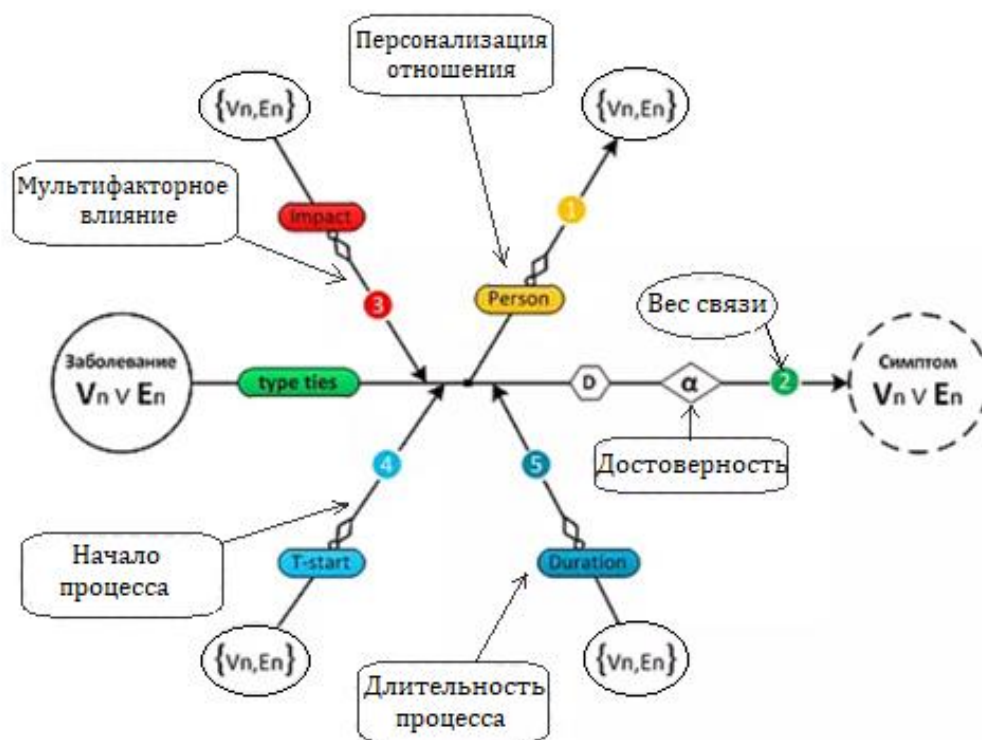 Персонализация
отношения
{Vn,En}
{Vn,En}
Мультифакторное
влияние
Impact
1
3
Person
Вес связи
Заболевание
Vn ∨ En
type ties
D
α
2
Симптом
Vn ∨ En
4
5
Достоверность
Начало
процесса
T-start
Duration
{Vn,En}
{Vn,En}
Длительность
процесса